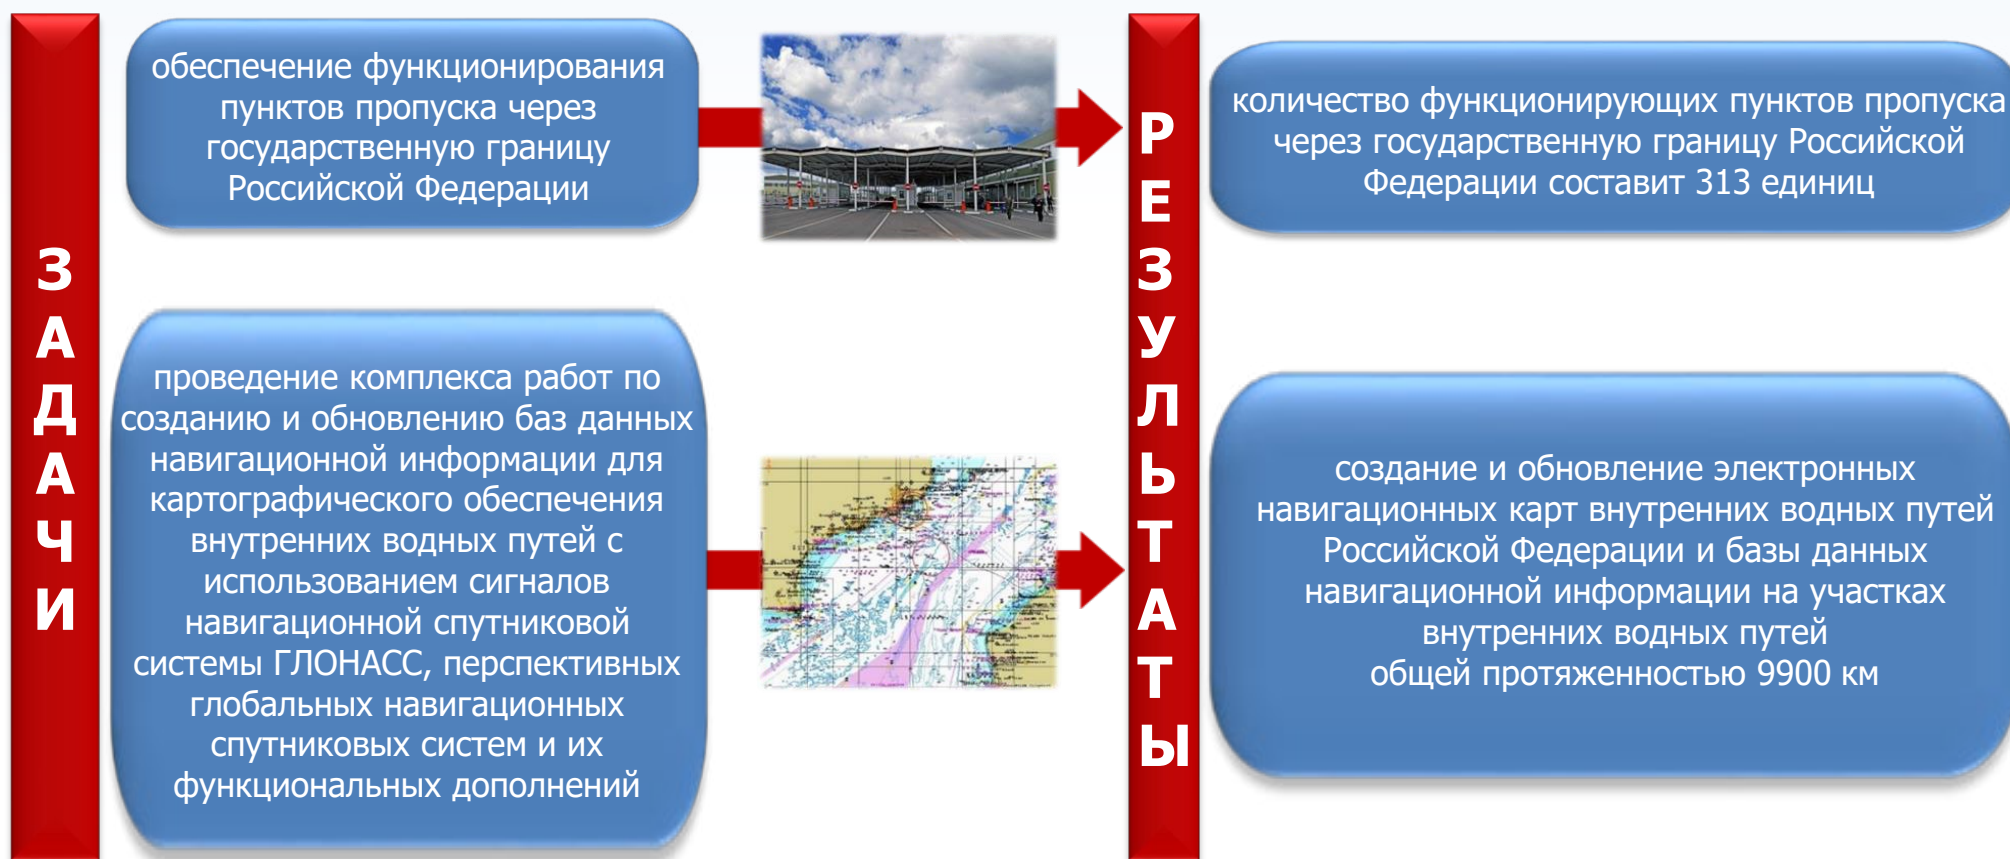 ЗАДАЧИ
обеспечение функционирования
пунктов пропуска через
государственную границу
Российской Федерации
проведение комплекса работ по
созданию и обновлению баз данных
навигационной информации для
картографического обеспечения
внутренних водных путей с
использованием сигналов
навигационной спутниковой
системы ГЛОНАСС, перспективных
глобальных навигационных
спутниковых систем и их
функциональных дополнений
РЕЗУЛЬТАТЫ
количество функционирующих пунктов пропуска
через государственную границу Российской
Федерации составит 313 единиц
создание и обновление электронных
навигационных карт внутренних водных путей
Российской Федерации и базы данных
навигационной информации на участках
внутренних водных путей
общей протяженностью 9900 км